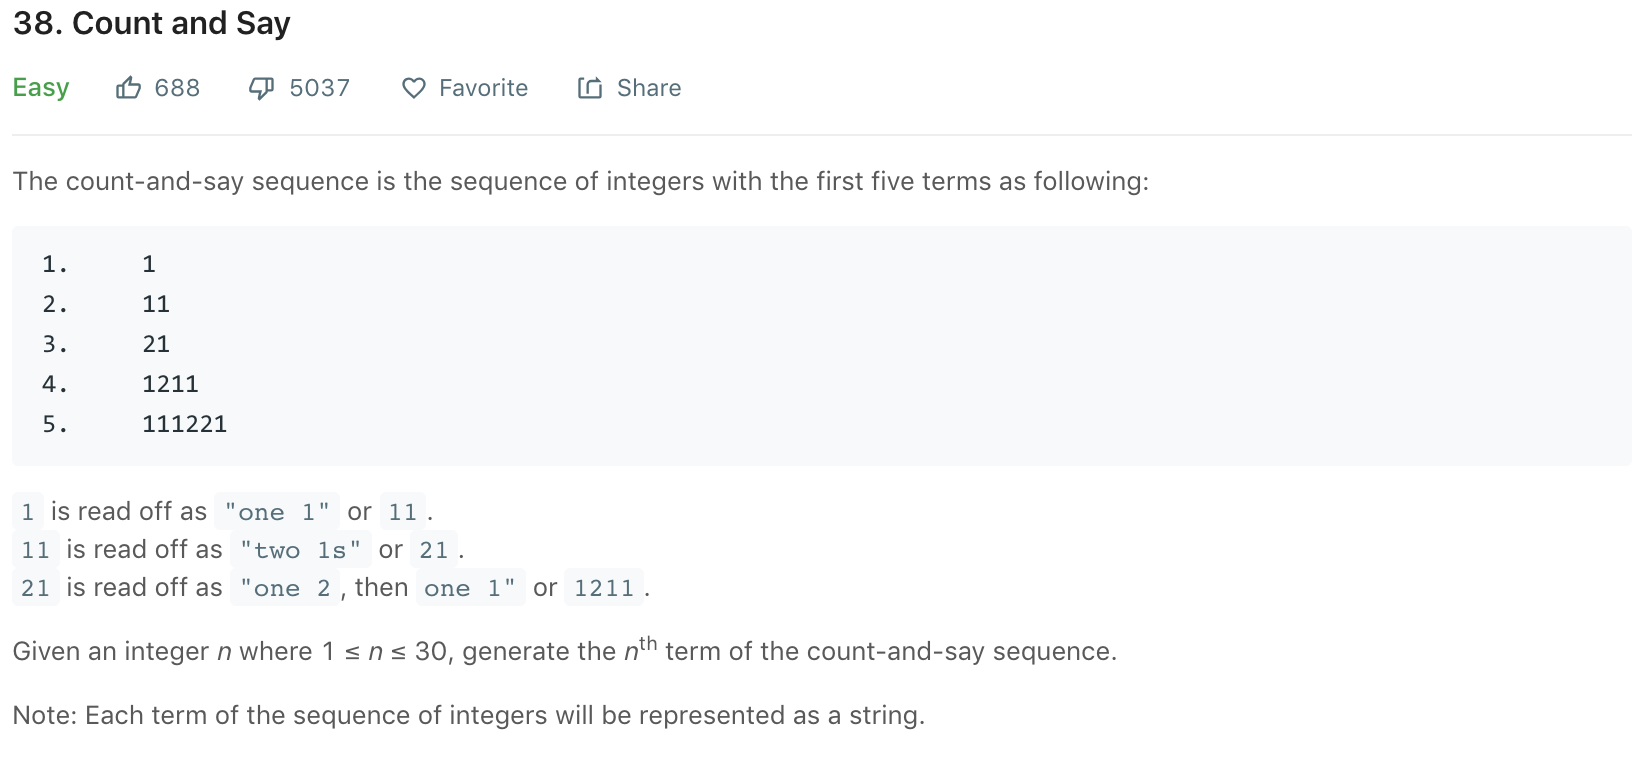 38. Count and Say
Easy 688 5037 Favorite Share
The count-and-say sequence is the sequence of integers with the first five terms as following:
1. 1
2. 11
3. 21
4. 1211
5. 111221
1 is read off as "one 1" or 11.
11 is read off as "two 1s" or 21.
21 is read off as "one 2, then one 1" or 1211.
Given an integer n where 1 ≤ n ≤ 30, generate the nth term of the count-and-say sequence.
Note: Each term of the sequence of integers will be represented as a string.